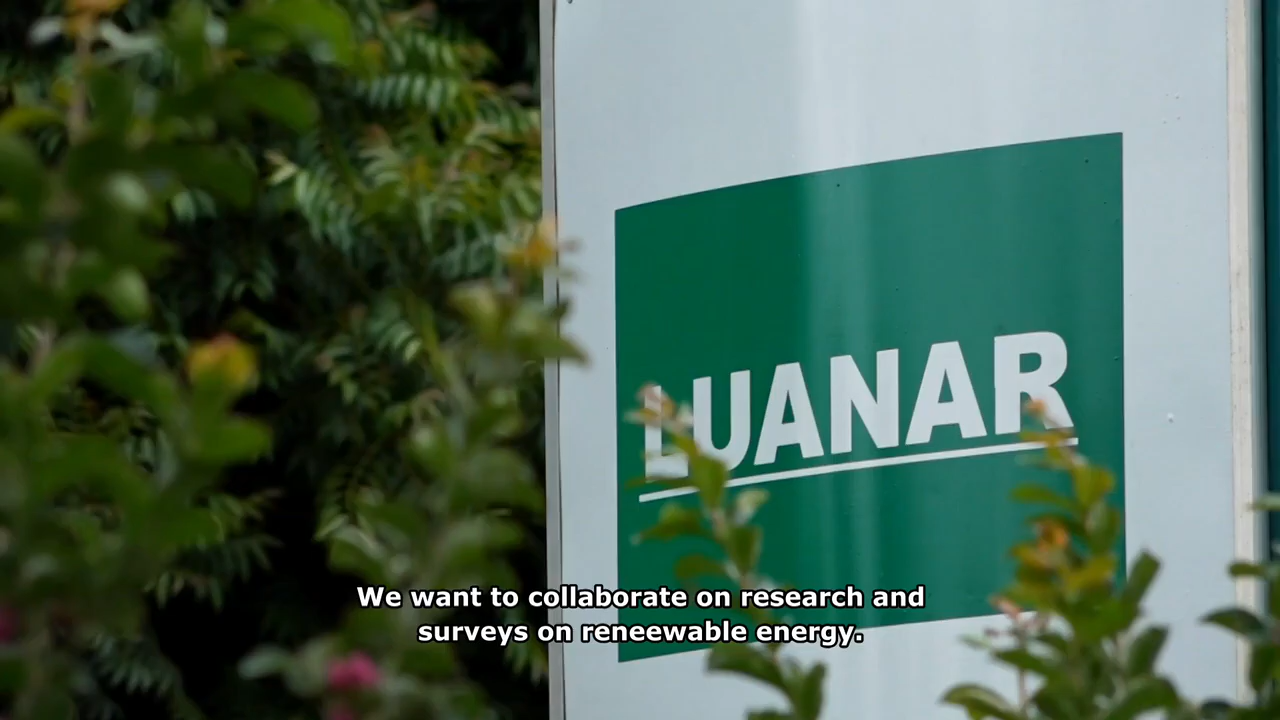 LUANAR
We want to collaborate on research and
surveys on reneewable energy.